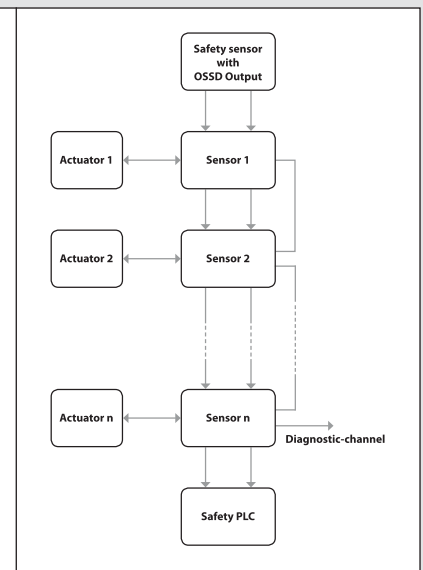 Safety sensor
with
OSSD Output
Actuator 1
Sensor 1
Actuator 2
Sensor 2
Actuator n
Sensor n
Diagnostic-channel
Safety PLC